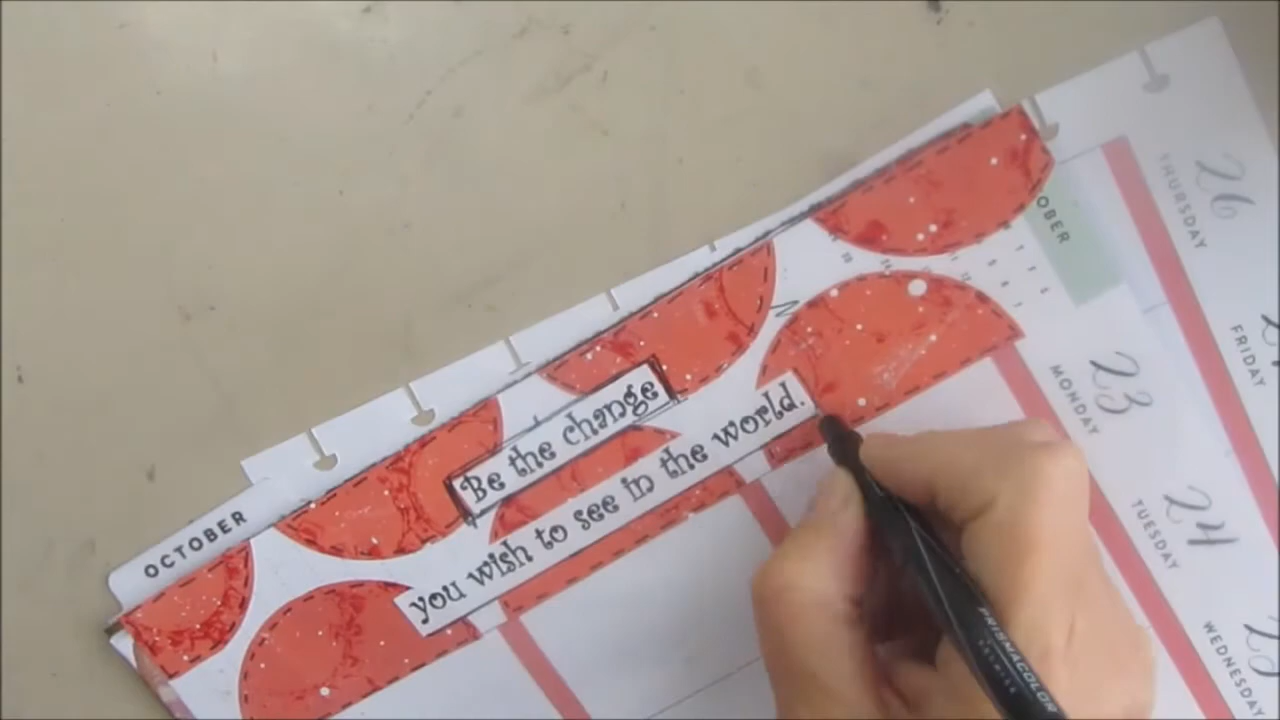 Be the change
you wish to see in the world.
OCTOBER
OBER
THURSDAY
26
FRIDAY
MONDAY
23
TUESDAY
24
WEDNESDAY
PRISMACOLOR